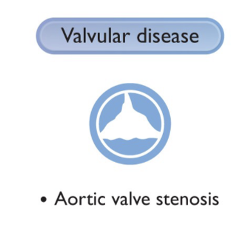 Valvular disease
• Aortic valve stenosis